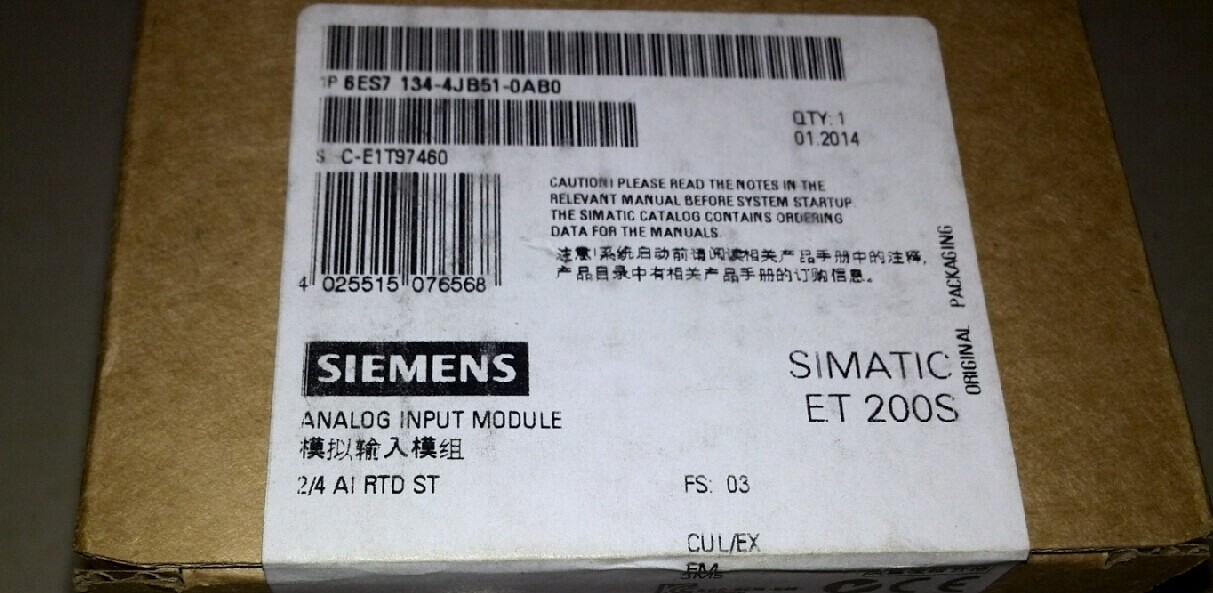 1P 6ES7 134-4JB51-0AB0
QTY: 1
01.2014
S C-E1T97460
CAUTION! PLEASE READ THE NOTES IN THE
RELEVANT MANUAL BEFORE SYSTEM STARTUP.
THE SIMATIC CATALOG CONTAINS ORDERING
DATA FOR THE MANUALS.
注意!系统启动前请阅读相关产品手册中的注释,
产品目录中有相关产品手册的订购信息。
4 025515 076568
ORIGINAL PACKAGING
SIEMENS
SIMATIC
ET 200S
ANALOG INPUT MODULE
模拟输入模组
2/4 AI RTD ST
FS: 03
CUL/EX
FM
CE